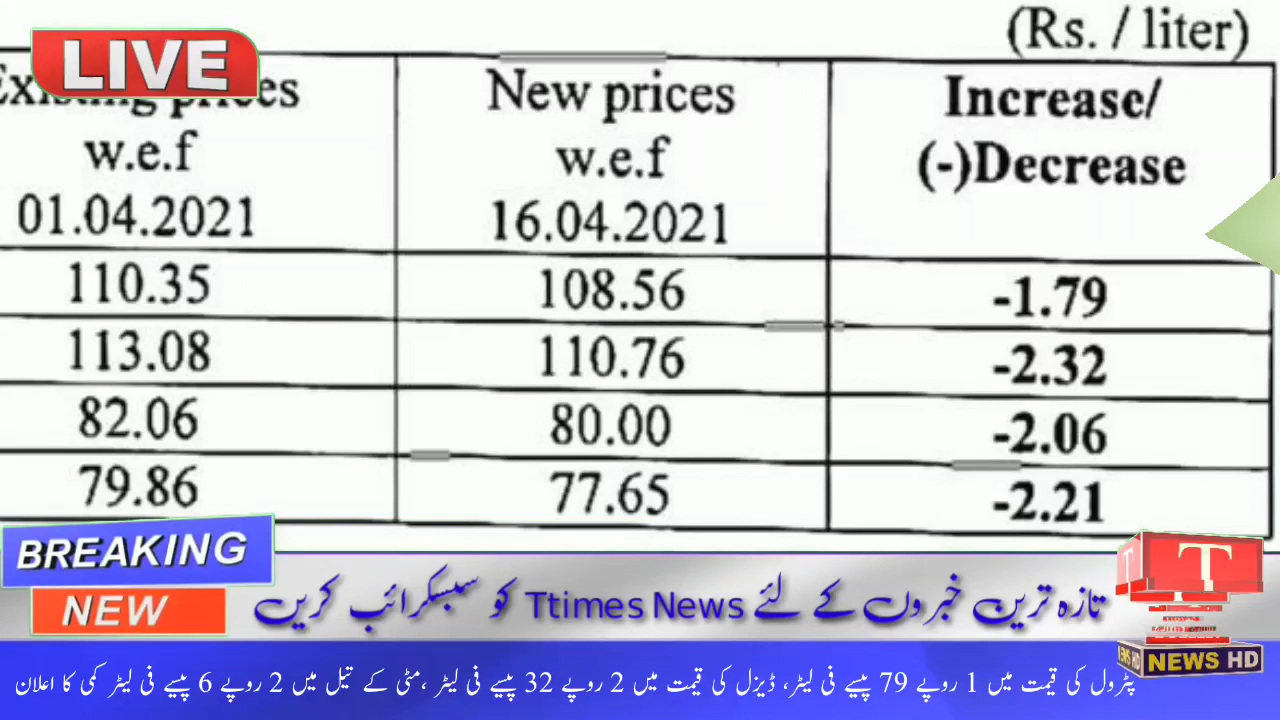 (Rs. / liter)
LIVE
Existing prices New prices Increase/
w.e.f w.e.f (-)Decrease
01.04.2021 16.04.2021
110.35 108.56 -1.79
113.08 110.76 -2.32
82.06 80.00 -2.06
79.86 77.65 -2.21
BREAKING
NEW
تازہ ترین خبروں کے لئے Ttimes News کو سبسکرائب کریں
T
NEWS HD
پٹرول کی قیمت میں 1 روپے 79 پیسے فی لیٹر، ڈیزل کی قیمت میں 2 روپے 32 پیسے فی لیٹر ،مٹی کے تیل میں 2 روپے 6 پیسے فی لیٹر کمی کا اعلان